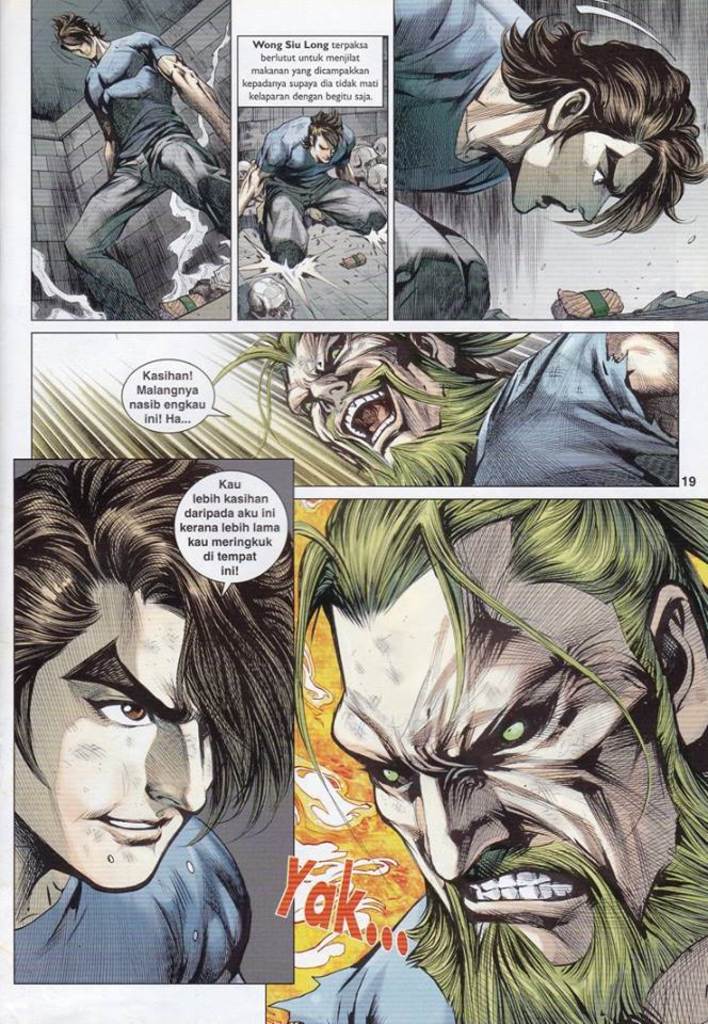 Wong Siu Long terpaksa
berlutut untuk menjilat
makanan yang dicampakkan
kepadanya supaya dia tidak mati
kelaparan dengan begitu saja.
Kasihan!
Malangnya
nasib engkau
ini! Ha...
19
Kau
lebih kasihan
daripada aku ini
kerana lebih lama
kau meringkuk
di tempat
ini!
Yak...